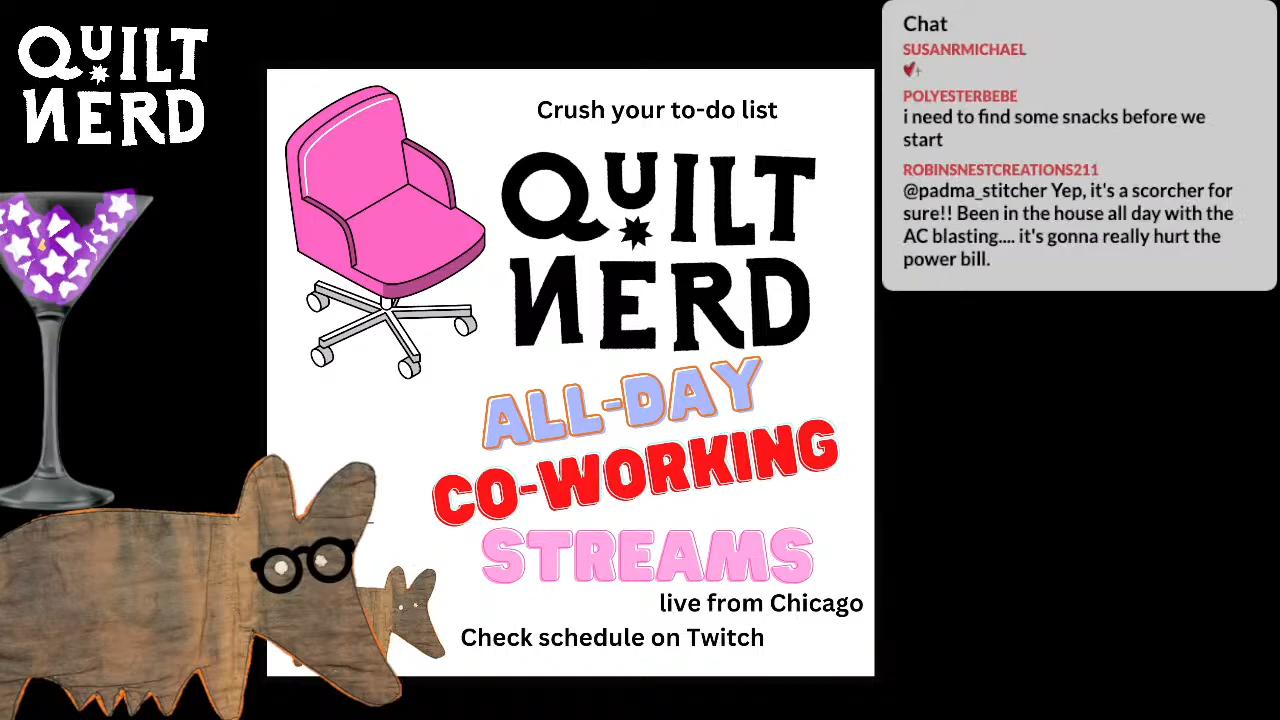 QUILT
NERD
Crush your to-do list
QUILT
NERD
ALL-DAY
CO-WORKING
STREAMS
live from Chicago
Check schedule on Twitch
Chat
SUSANRMICHAEL
POLYESTERBEBE
i need to find some snacks before we
start
ROBINSNESTCREATIONS211
@padma_stitcher Yep, it's a scorcher for
sure!! Been in the house all day with the
AC blasting.... it's gonna really hurt the
power bill.